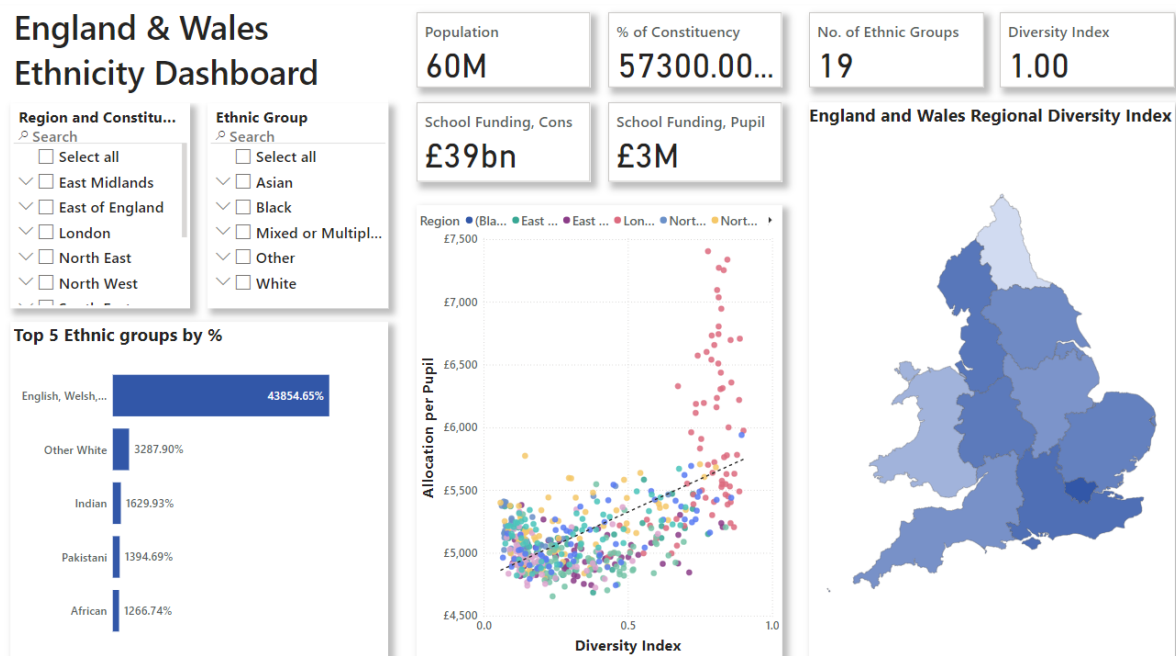 England & Wales
Ethnicity Dashboard
Population
60M
% of Constituency
57300.00...
No. of Ethnic Groups
19
Diversity Index
1.00
School Funding, Cons
£39bn
School Funding, Pupil
£3M
Region and Constitu...
Search
Select all
East Midlands
East of England
London
North East
North West
Ethnic Group
Search
Select all
Asian
Black
Mixed or Multipl...
Other
White
Top 5 Ethnic groups by %
English, Welsh,...
43854.65%
Other White
3287.90%
Indian
1629.93%
Pakistani
1394.69%
African
1266.74%
Region (Bla... East ... East ... Lon... Nort... Nort...
Allocation per Pupil
£7,500
£7,000
£6,500
£6,000
£5,500
£5,000
£4,500
0.0 0.5 1.0
Diversity Index
England and Wales Regional Diversity Index